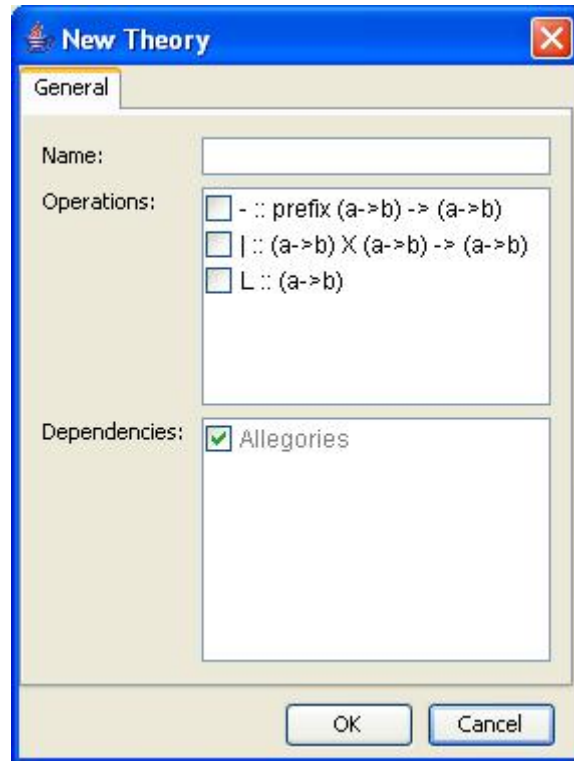 New Theory
General
Name:
Operations:
- :: prefix (a->b) -> (a->b)
| :: (a->b) X (a->b) -> (a->b)
L :: (a->b)
Dependencies:
Allegories
OK
Cancel